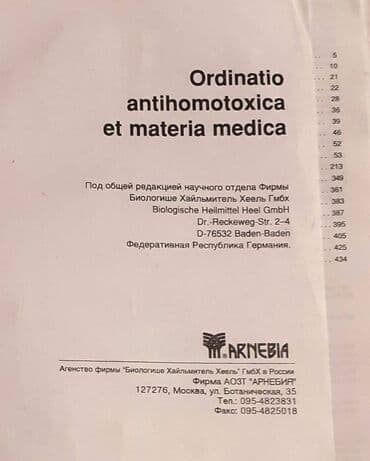 Ordinatio
antihomotoxica
et materia medica
Под общей редакцией научного отдела Фирмы
Биологише Хайльмитель Хеель Гмбх
Biologische Heilmittel Heel GmbH
Dr.-Reckeweg-Str. 2–4
D-76532 Baden-Baden
Федеративная Республика Германия.
ARNEBIA
Агенство фирмы "Биологише Хайльмитель Хеель" ГмбХ в России
Фирма АОЗТ "АРНЕБИЯ"
127276, Москва, ул. Ботаническая, 35
Тел.: 095-4823831
Факс: 095-4825018
.. 5
.. 10
.. 21
.. 22
.. 28
.. 36
.. 39
.. 46
.. 52
.. 53
.. 213
.. 349
.. 361
.. 383
.. 387
.. 395
.. 405
.. 425
.. 434